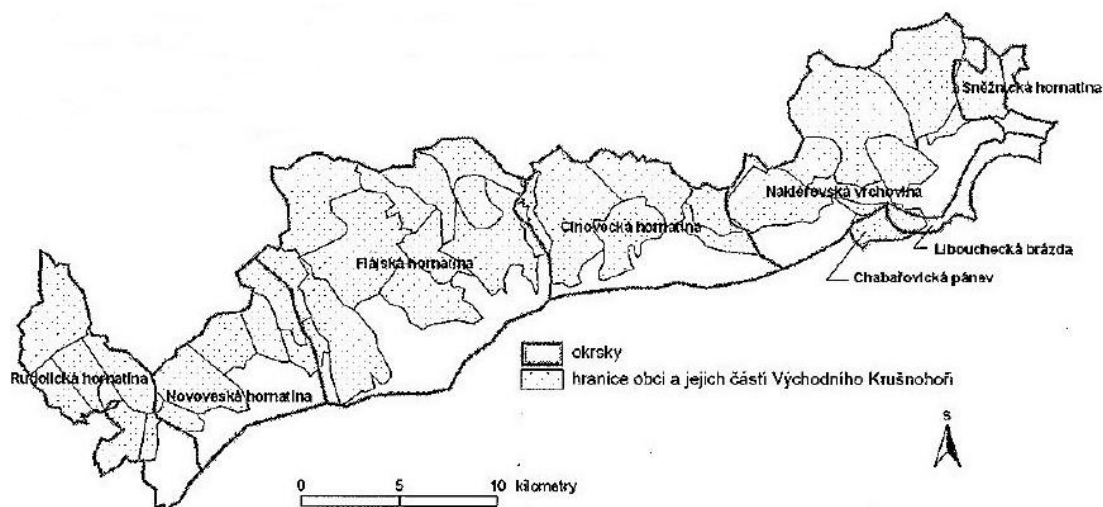 Sněžnická hornatina
Nakléřovská vrchovina
Cínovecká hornatina
Libouchecká brázda
Flájská hornatina
Chabařovická pánev
okrsky
Rudolická hornatina
hranice obcí a jejich částí Východního Krušnohoří
Novoveská hornatina
S
0 5 10 kilometry